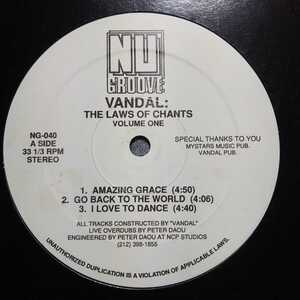 NU
GROOVE
VANDAL:
THE LAWS OF CHANTS
VOLUME ONE
NG-040
A SIDE
33 1/3 RPM
STEREO
SPECIAL THANKS TO YOU
MYSTARS MUSIC PUB.
VANDAL PUB.
1. AMAZING GRACE (4:50)
2. GO BACK TO THE WORLD (4:06)
3. I LOVE TO DANCE (4:40)
ALL TRACKS CONSTRUCTED BY "VANDAL"
LIVE OVERDUBS BY PETER DAOU
ENGINEERED BY PETER DAOU AT NCP STUDIOS
(212) 398-1855
UNAUTHORIZED DUPLICATION IS A VIOLATION OF APPLICABLE LAWS.